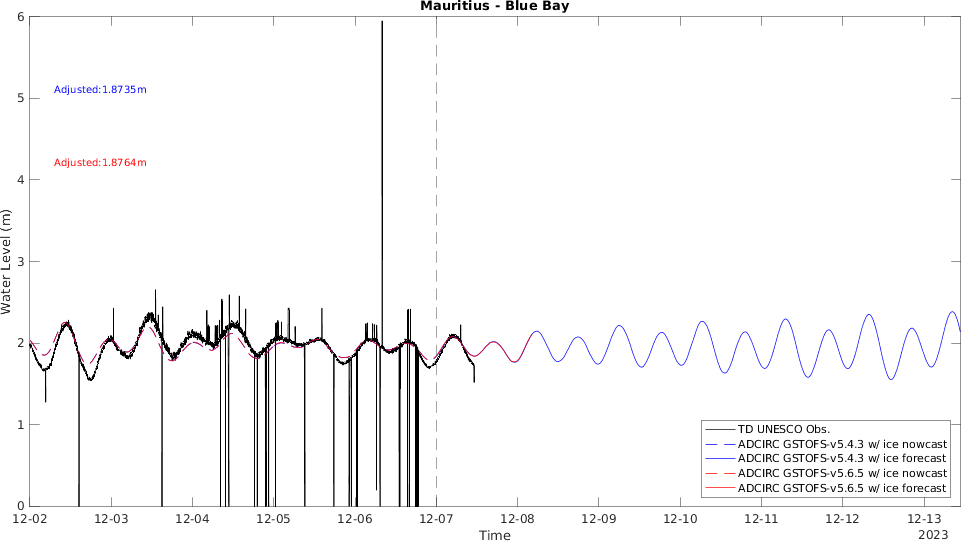 Mauritius - Blue Bay
6
5
4
3
2
1
0
Water Level (m)
Adjusted:1.8735m
Adjusted:1.8764m
TD UNESCO Obs.
ADCIRC GSTOFS-v5.4.3 w/ ice nowcast
ADCIRC GSTOFS-v5.4.3 w/ ice forecast
ADCIRC GSTOFS-v5.6.5 w/ ice nowcast
ADCIRC GSTOFS-v5.6.5 w/ ice forecast
12-02 12-03 12-04 12-05 12-06 12-07 12-08 12-09 12-10 12-11 12-12 12-13
Time
2023